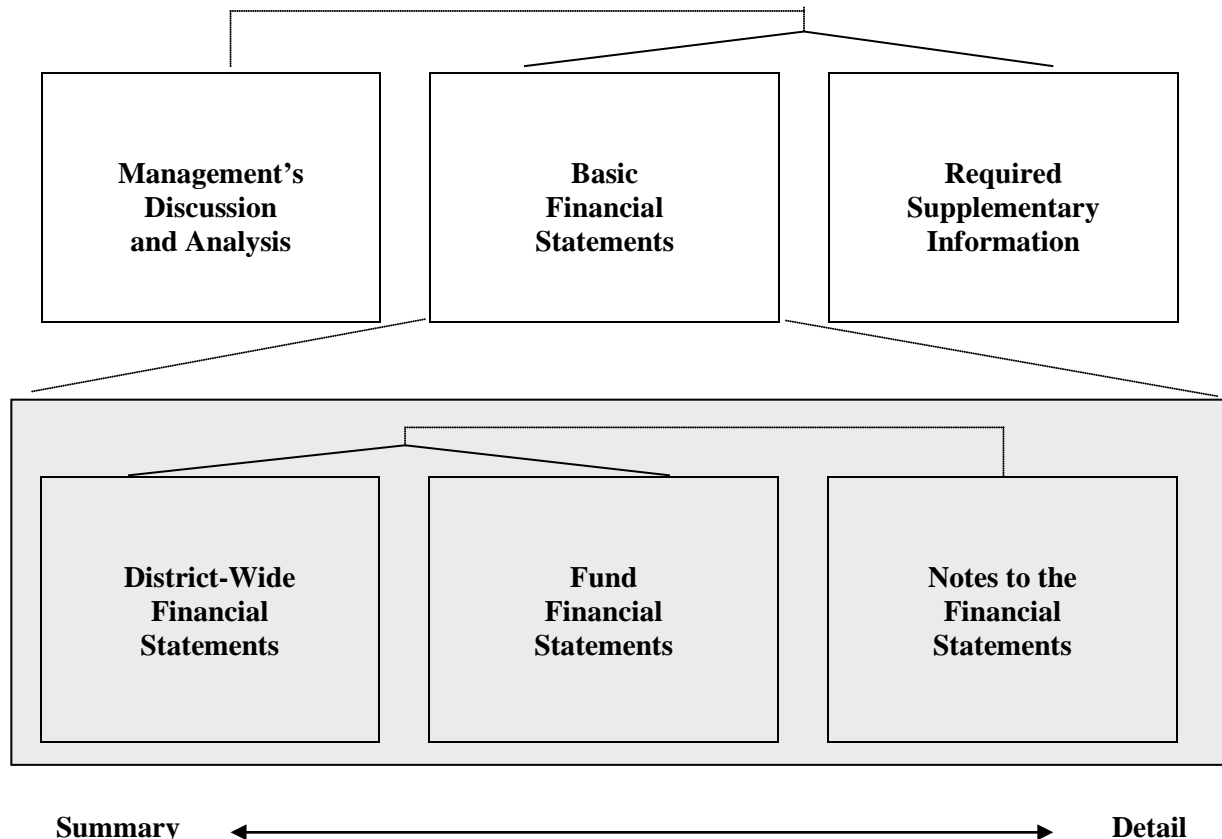 Management’s
Discussion
and Analysis
Basic
Financial
Statements
Required
Supplementary
Information
District-Wide
Financial
Statements
Fund
Financial
Statements
Notes to the
Financial
Statements
Summary
Detail